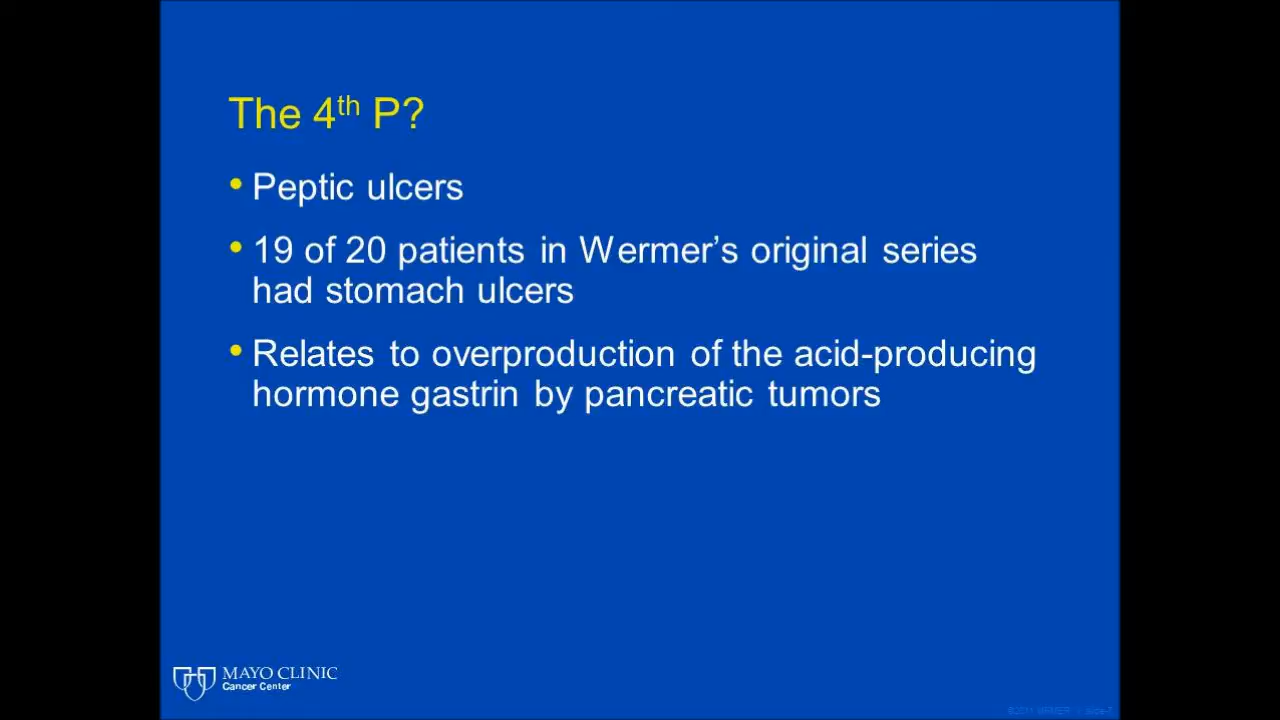 The 4th P?
• Peptic ulcers
• 19 of 20 patients in Wermer’s original series
had stomach ulcers
• Relates to overproduction of the acid-producing
hormone gastrin by pancreatic tumors
MAYO CLINIC
Cancer Center